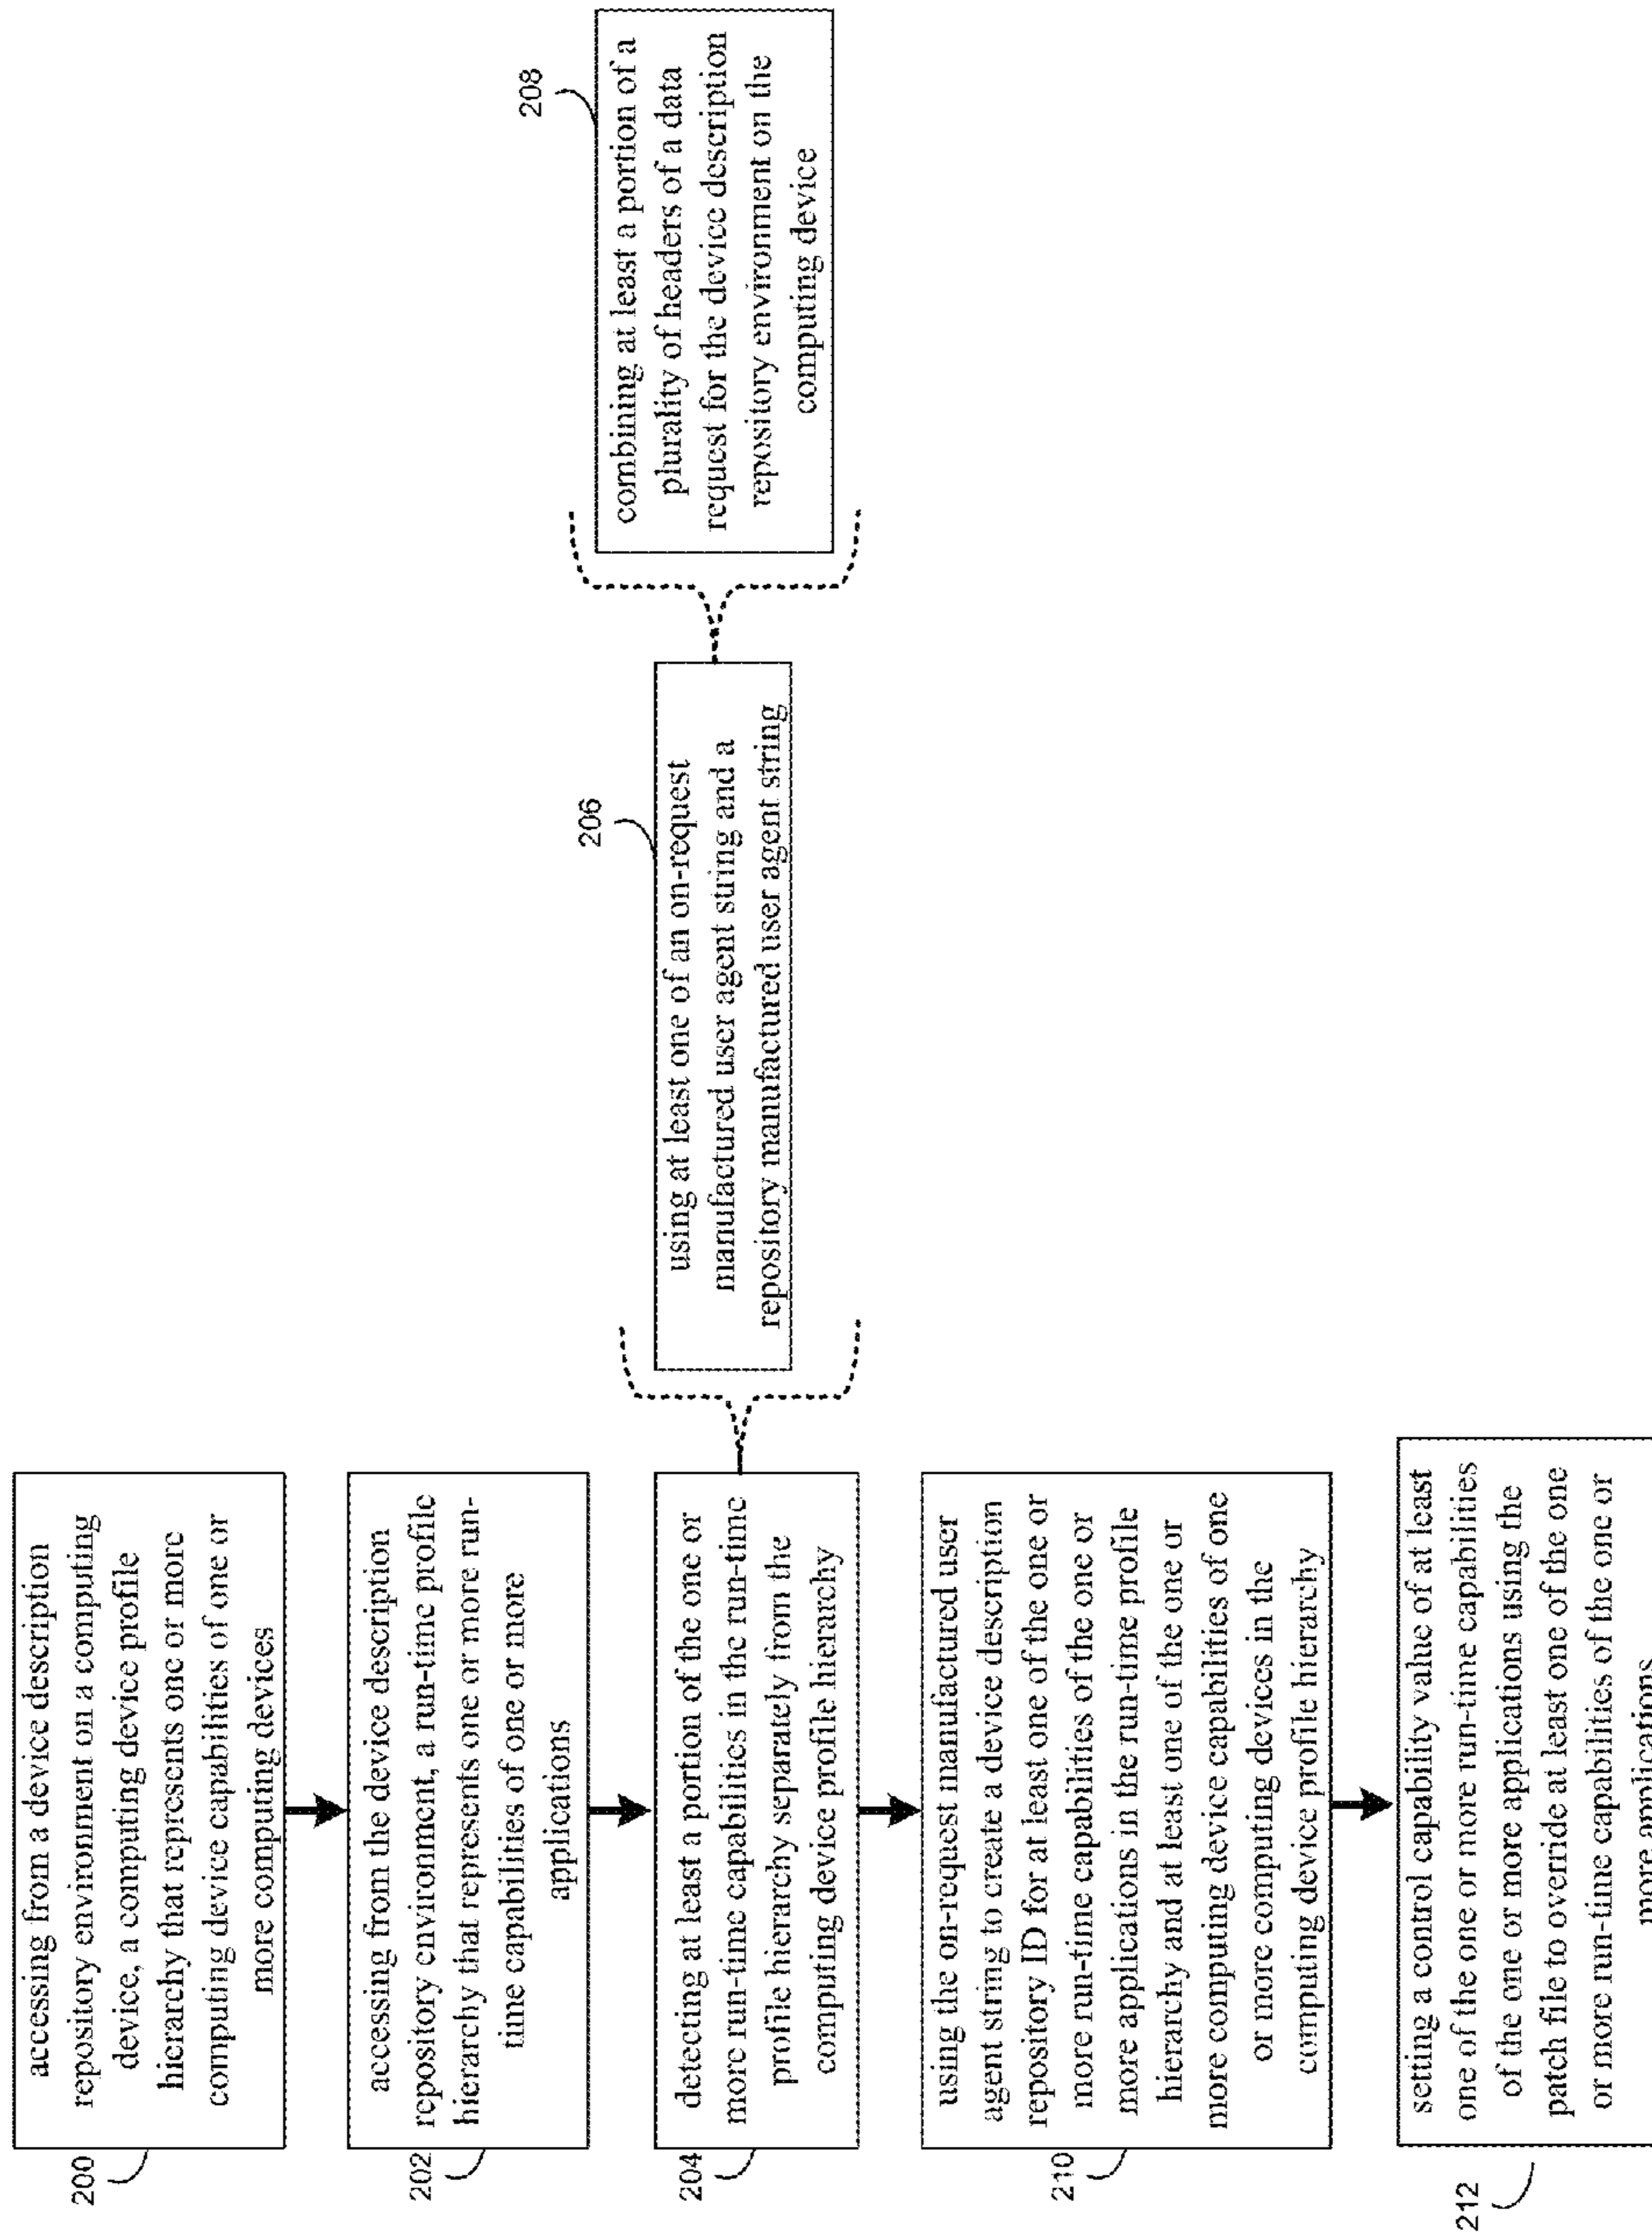 200
accessing from a device description
repository environment on a computing
device, a computing device profile
hierarchy that represents one or more
computing device capabilities of one or
more computing devices
202
accessing from the device description
repository environment, a run-time profile
hierarchy that represents one or more run-
time capabilities of one or more
applications
204
detecting at least a portion of the one or
more run-time capabilities in the run-time
profile hierarchy separately from the
computing device profile hierarchy
206
using at least one of an on-request
manufactured user agent string and a
repository manufactured user agent string
208
combining at least a portion of a
plurality of headers of a data
request for the device description
repository environment on the
computing device
210
using the on-request manufactured user
agent string to create a device description
repository ID for at least one of the one or
more run-time capabilities of the one or
more applications in the run-time profile
hierarchy and at least one of the one or
more computing device capabilities of one
or more computing devices in the
computing device profile hierarchy
212
setting a control capability value of at least
one of the one or more run-time capabilities
of the one or more applications using the
patch file to override at least one of the one
or more run-time capabilities of the one or
more applications